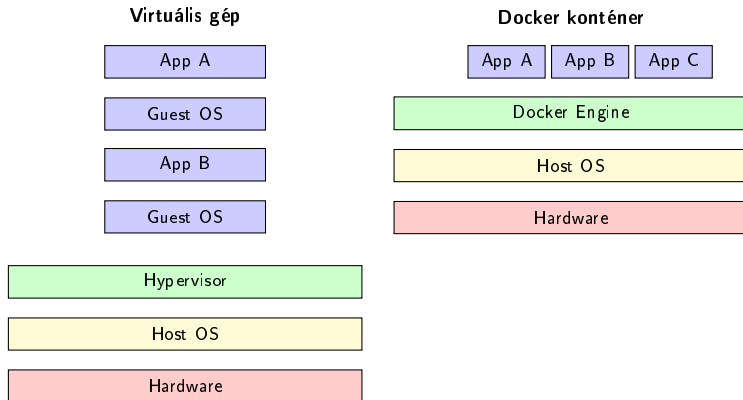 Virtuális gép
App A
Guest OS
App B
Guest OS
Hypervisor
Host OS
Hardware
Docker konténer
App A App B App C
Docker Engine
Host OS
Hardware